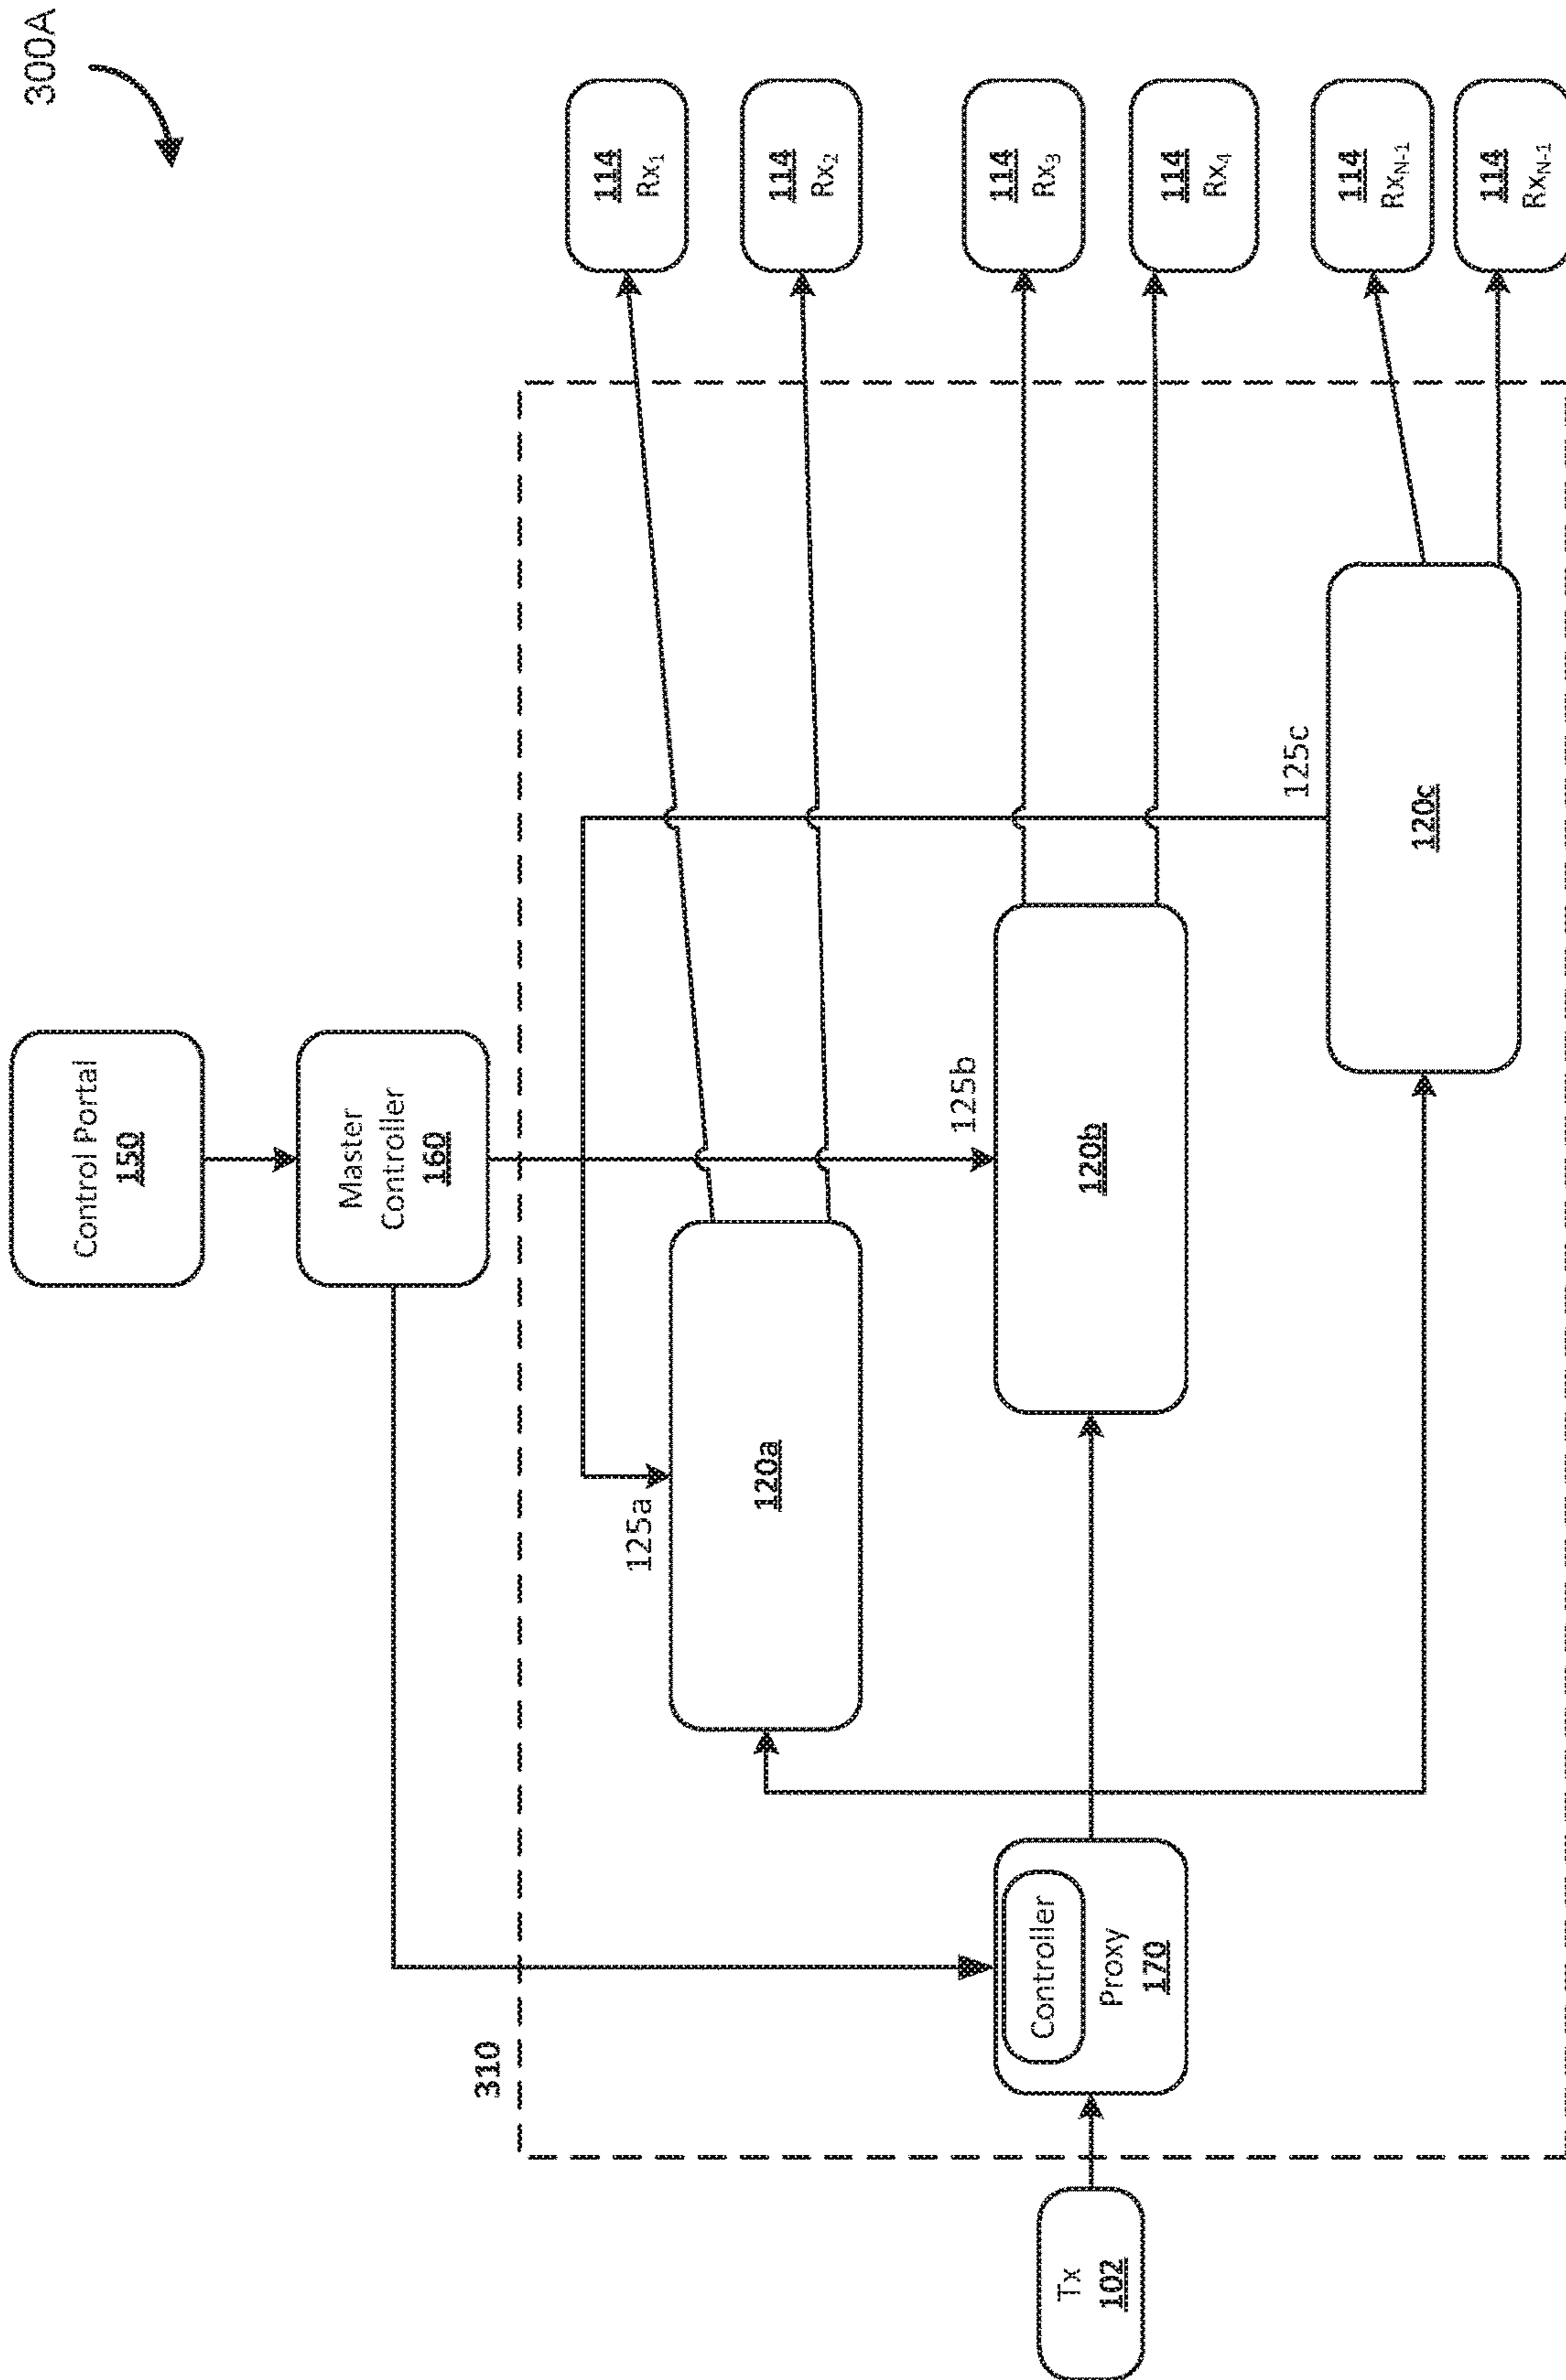 300A
Control Portal
150
Master
Controller
160
310
114
Rx1
114
Rx2
114
Rx3
114
Rx4
114
RxN-1
114
RxN-1
125a
120a
125b
120b
125c
120c
Controller
Proxy
170
Tx
102